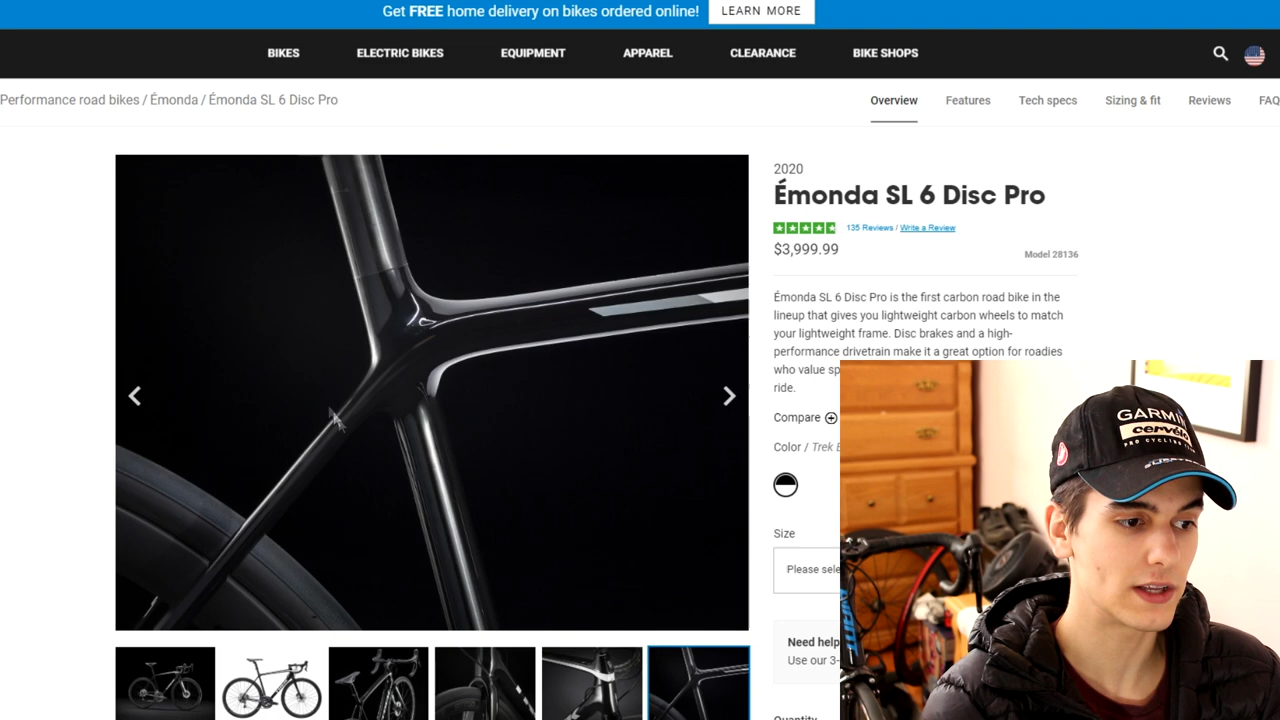 Get FREE home delivery on bikes ordered online!
LEARN MORE
BIKES ELECTRIC BIKES EQUIPMENT APPAREL CLEARANCE BIKE SHOPS
Performance road bikes / Émonda / Émonda SL 6 Disc Pro
Overview Features Tech specs Sizing & fit Reviews FAQ
2020
Émonda SL 6 Disc Pro
135 Reviews / Write a Review
$3,999.99
Model 28136
Émonda SL 6 Disc Pro is the first carbon road bike in the
lineup that gives you lightweight carbon wheels to match
your lightweight frame. Disc brakes and a high-
performance drivetrain make it a great option for roadies
who value sp
ride.
Compare
Color / Trek
Size
Please sele
Need help
Use our 3-
Quantity
GARMIN
cervélo
PRO CYCLING TEAM